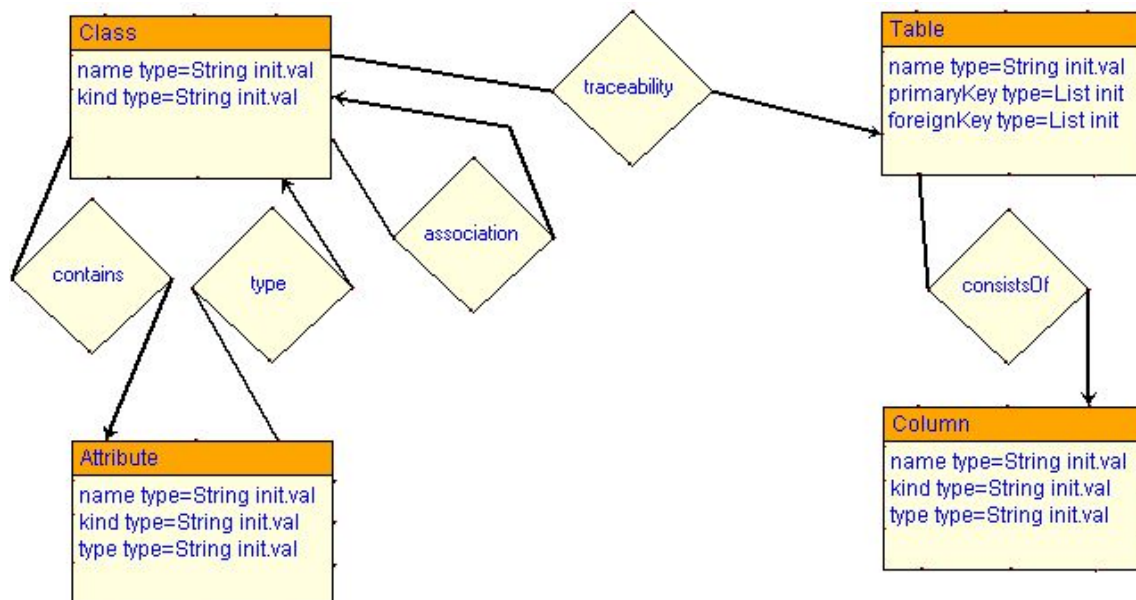 Class
name type=String init.val
kind type=String init.val
traceability
Table
name type=String init.val
primaryKey type=List init
foreignKey type=List init
association
contains
type
consistsOf
Attribute
name type=String init.val
kind type=String init.val
type type=String init.val
Column
name type=String init.val
kind type=String init.val
type type=String init.val